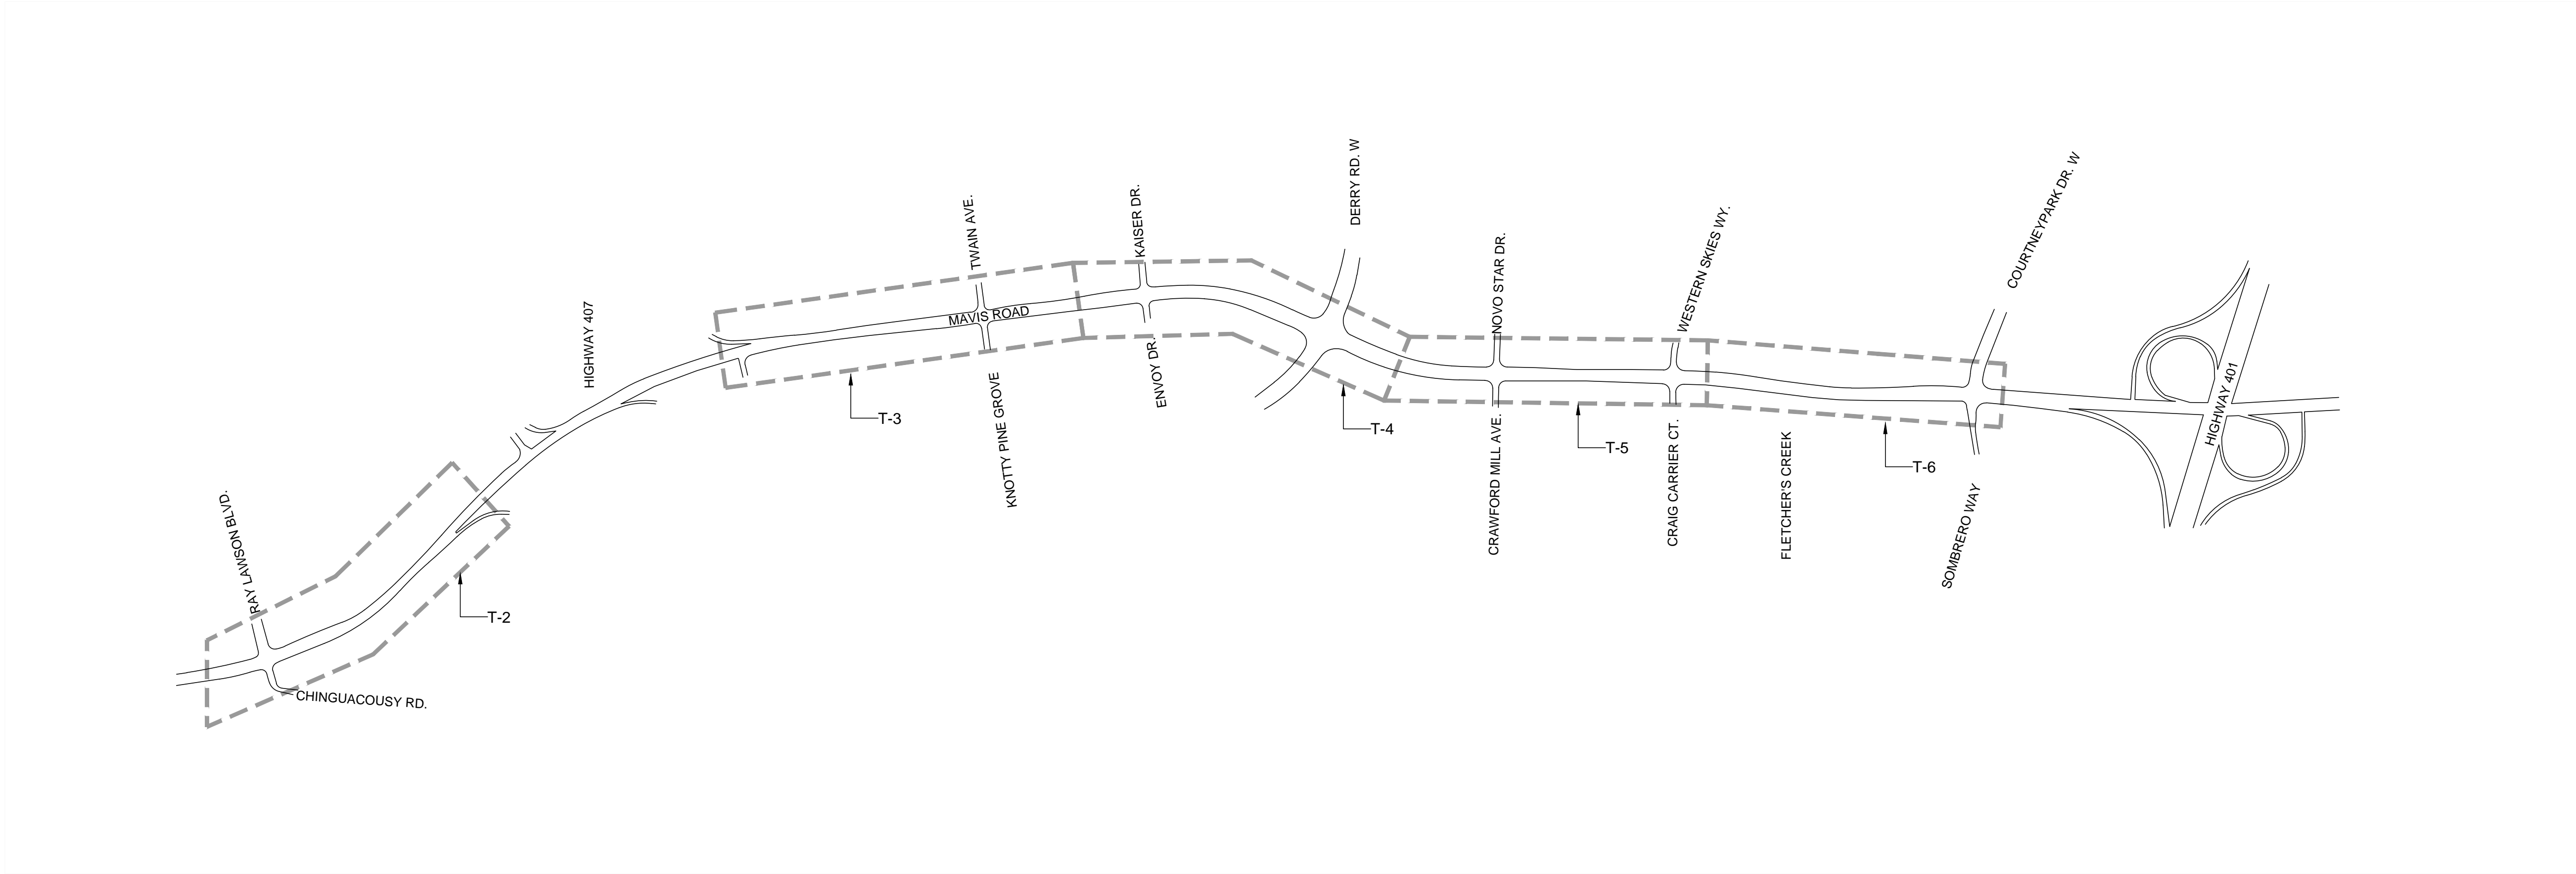 RAY LAWSON BLVD.
CHINGUACOUSY RD.
T-2
HIGHWAY 407
T-3
MAVIS ROAD
TWAIN AVE.
KNOTTY PINE GROVE
KAISER DR.
ENVOY DR.
DERRY RD. W
T-4
NOVO STAR DR.
CRAWFORD MILL AVE.
T-5
WESTERN SKIES WY.
CRAIG CARRIER CT.
FLETCHER'S CREEK
T-6
COURTNEYPARK DR. W
SOMBRERO WAY
HIGHWAY 401